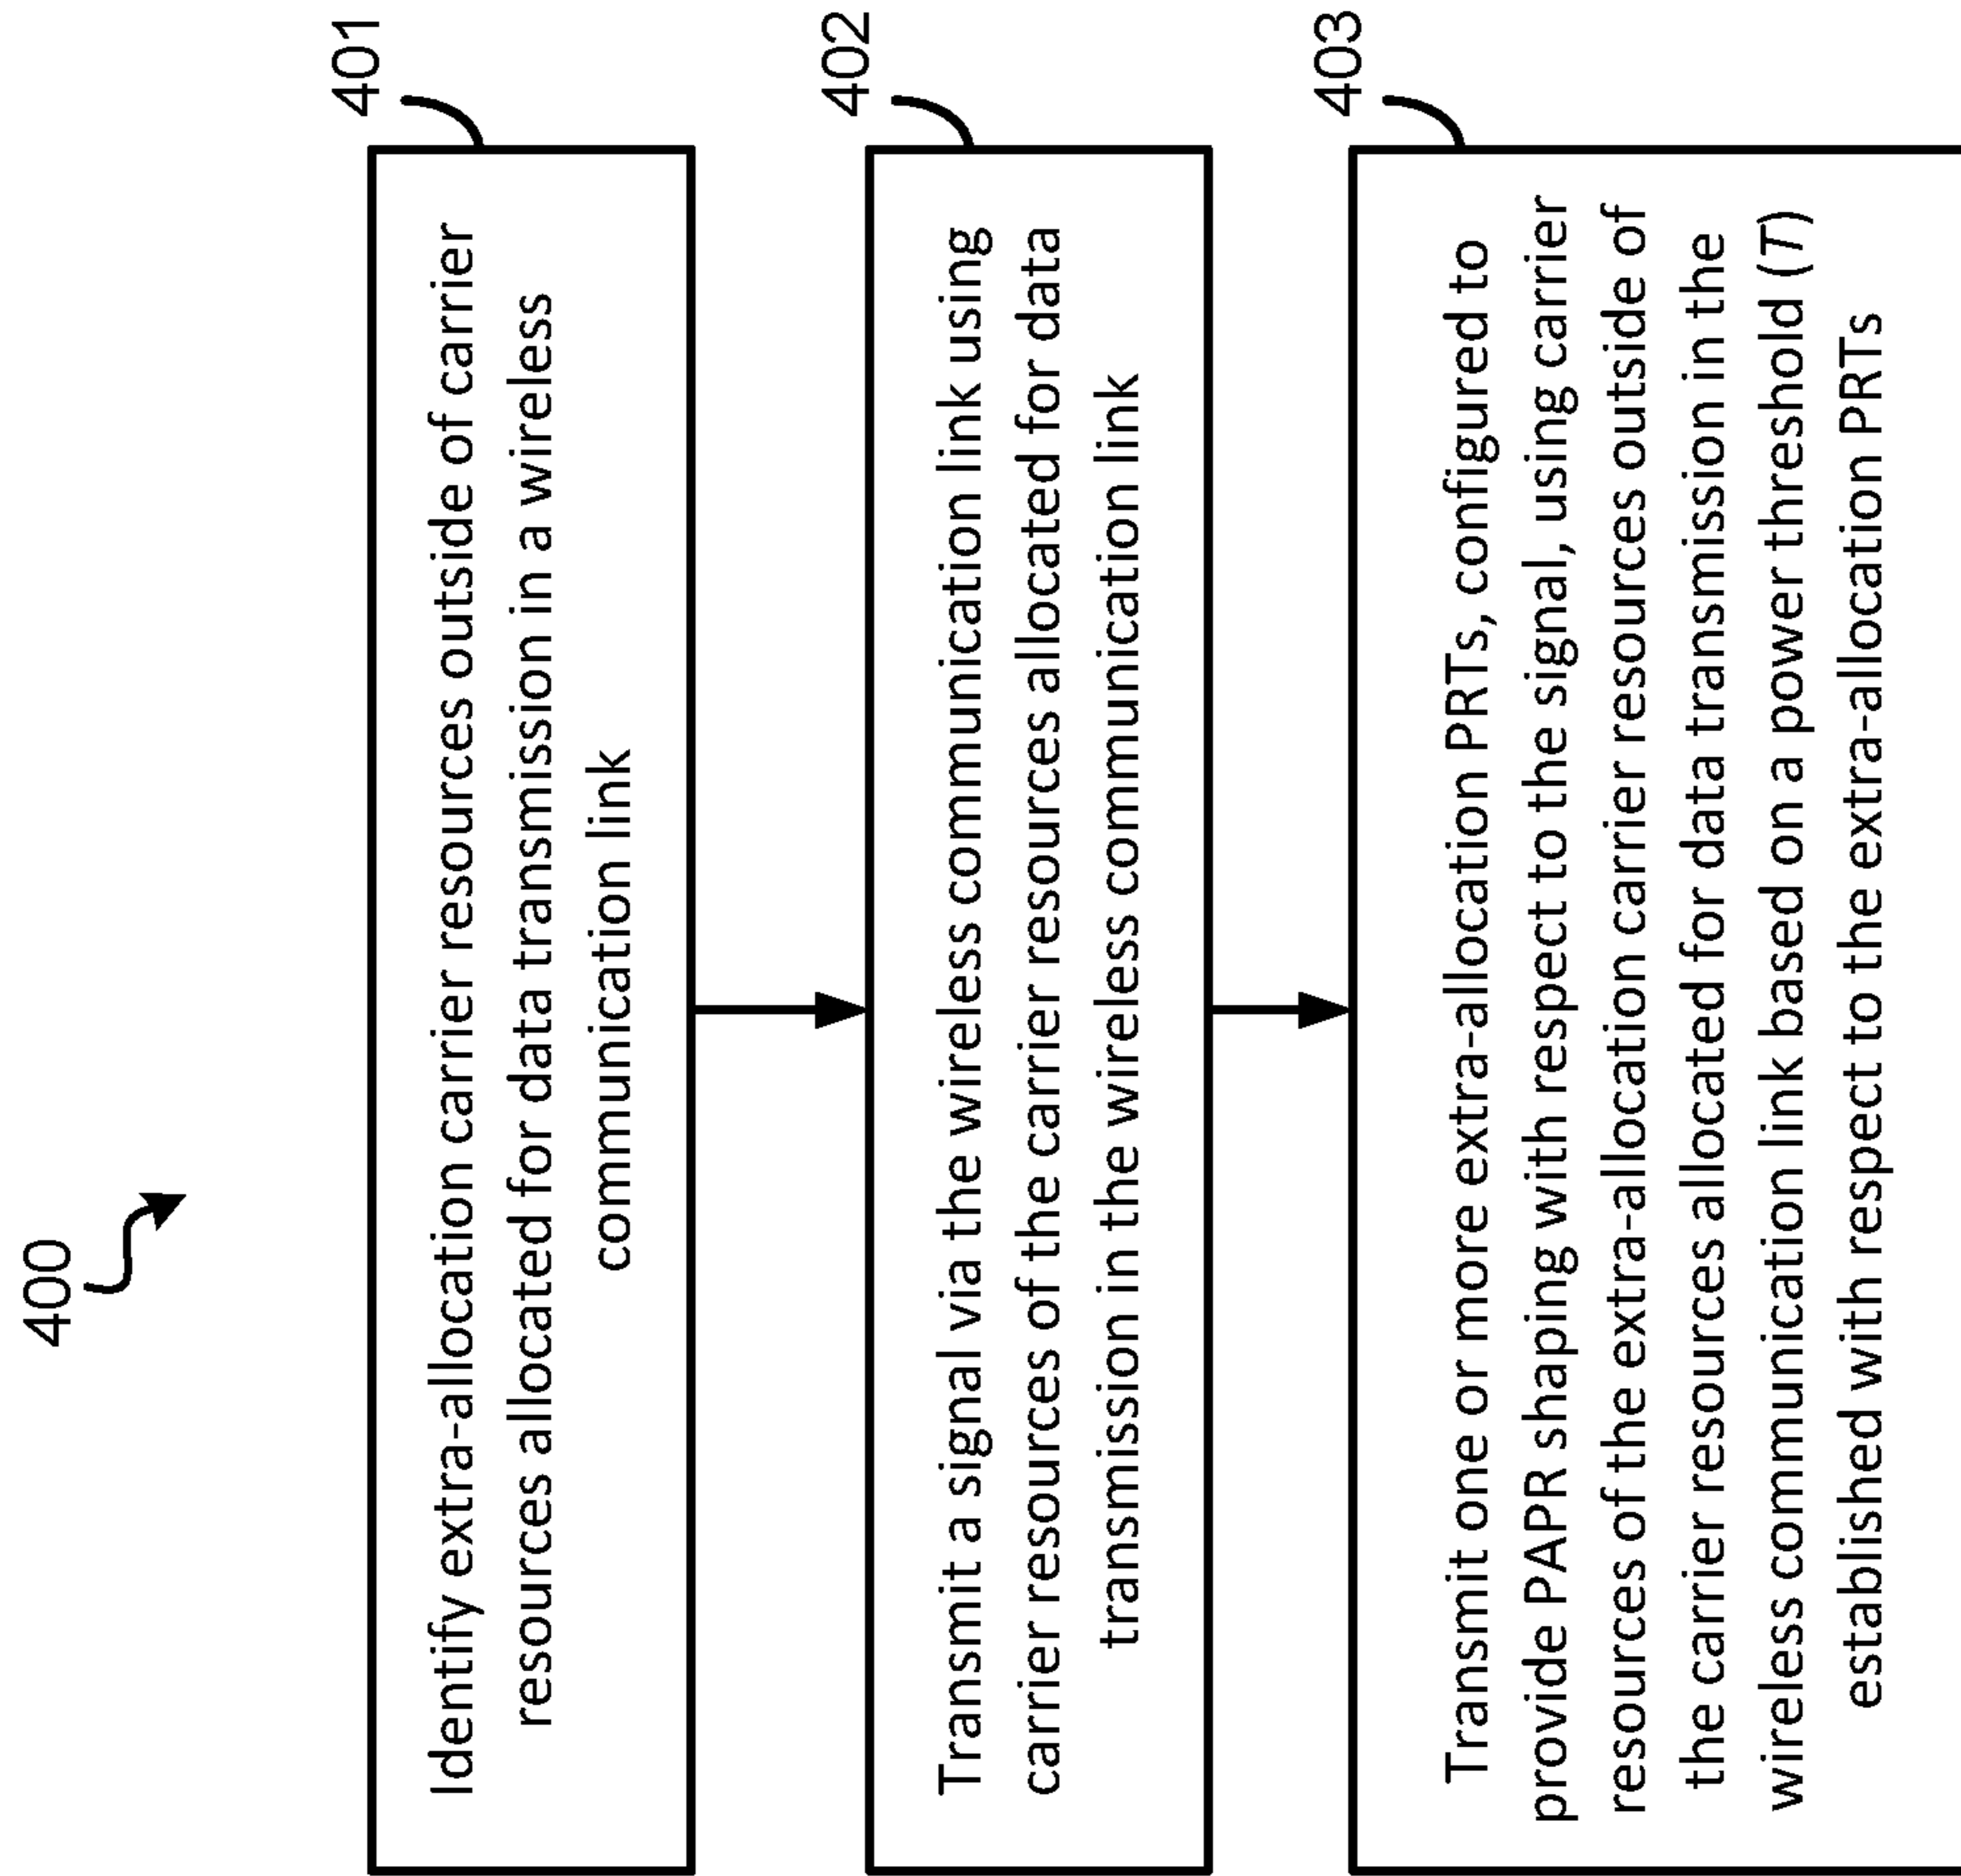 400
401
Identify extra-allocation carrier resources outside of carrier
resources allocated for data transmission in a wireless
communication link
402
Transmit a signal via the wireless communication link using
carrier resources of the carrier resources allocated for data
transmission in the wireless communication link
403
Transmit one or more extra-allocation PRTs, configured to
provide PAPR shaping with respect to the signal, using carrier
resources of the extra-allocation carrier resources outside of
the carrier resources allocated for data transmission in the
wireless communication link based on a power threshold (T)
established with respect to the extra-allocation PRTs